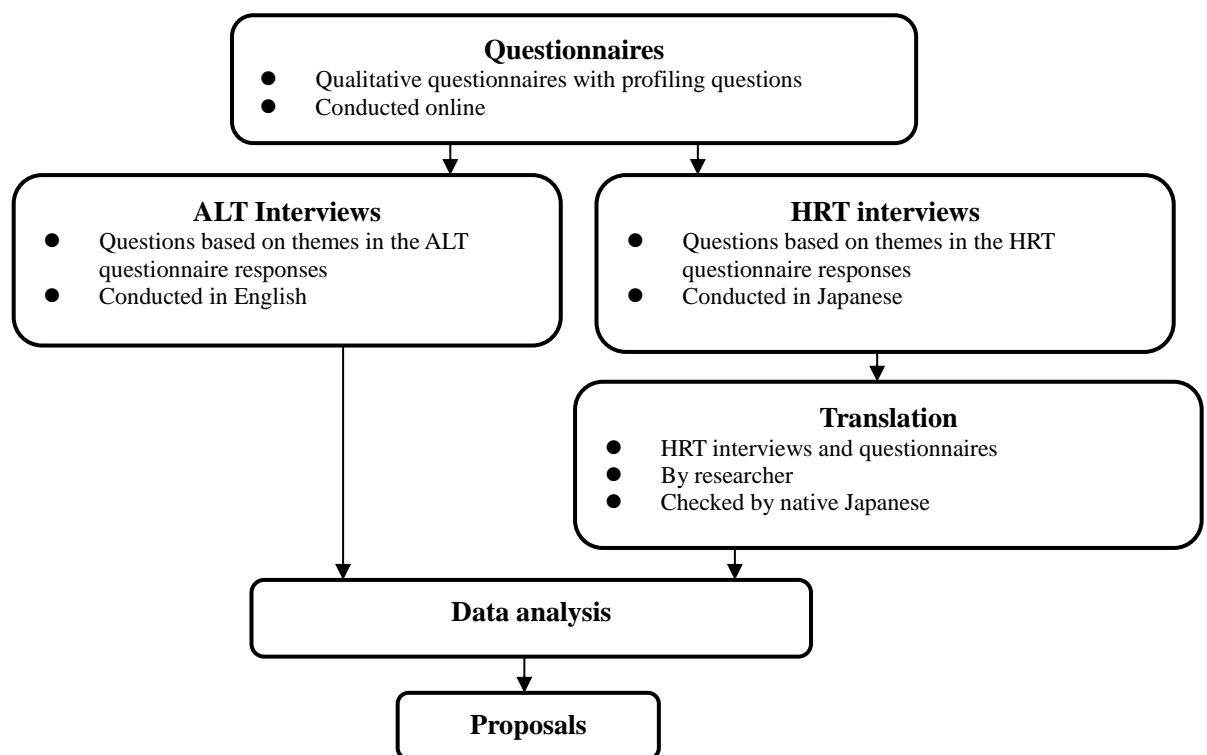 Questionnaires
● Qualitative questionnaires with profiling questions
● Conducted online
ALT Interviews
● Questions based on themes in the ALT
questionnaire responses
● Conducted in English
HRT interviews
● Questions based on themes in the HRT
questionnaire responses
● Conducted in Japanese
Translation
● HRT interviews and questionnaires
● By researcher
● Checked by native Japanese
Data analysis
Proposals